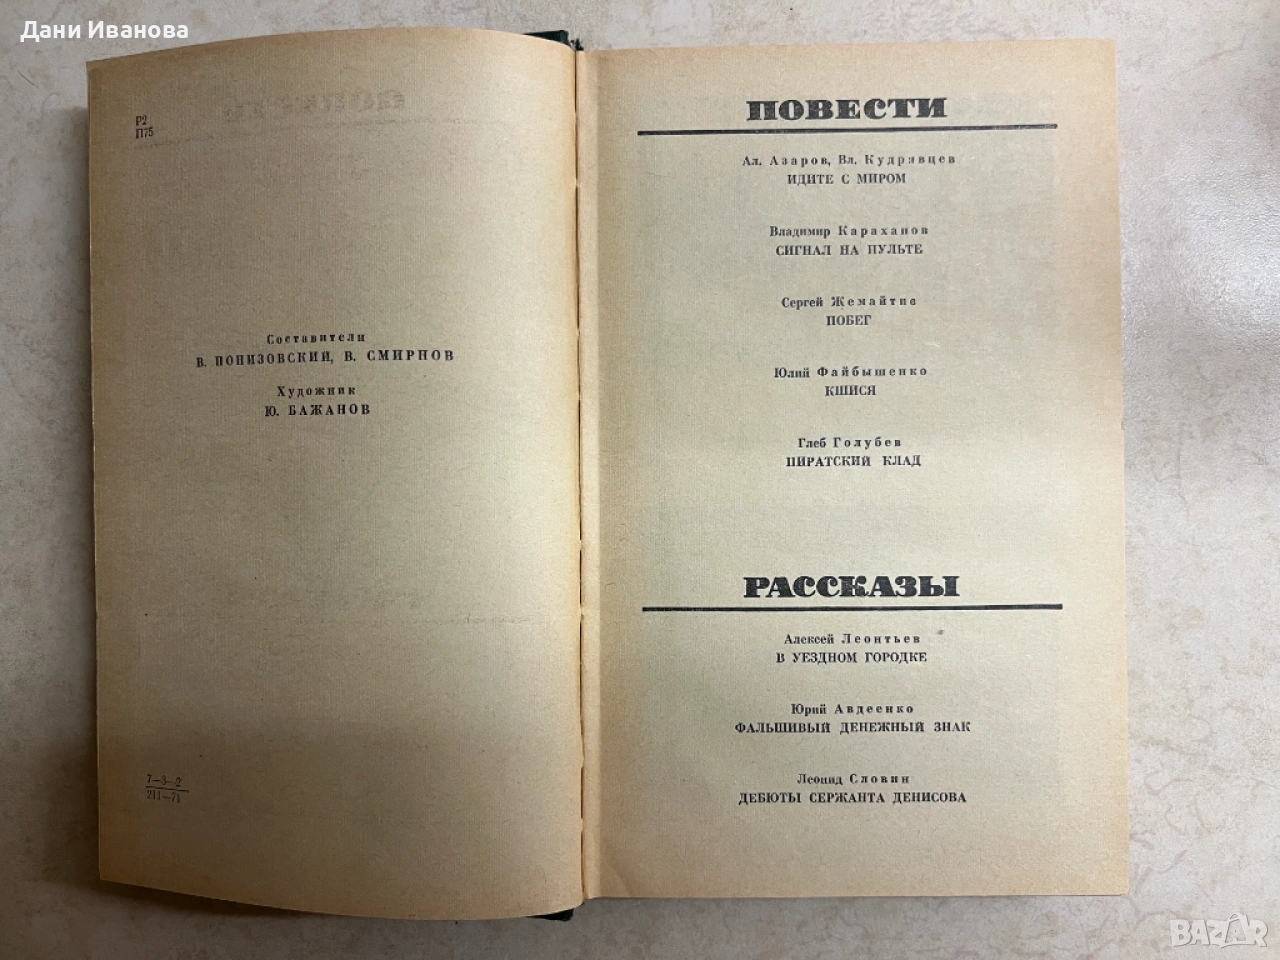 Дани Иванова
Р2
П75
Составители
В. ПОНИЗОВСКИЙ, В. СМИРНОВ
Художник
Ю. БАЖАНОВ
7—3—2
211—71
ПОВЕСТИ
Ал. Азаров, Вл. Кудрявцев
ИДИТЕ С МИРОМ
Владимир Караханов
СИГНАЛ НА ПУЛЬТЕ
Сергей Жемайтис
ПОБЕГ
Юлий Файбышенко
КШИСЯ
Глеб Голубев
ПИРАТСКИЙ КЛАД
РАССКАЗЫ
Алексей Леонтьев
В УЕЗДНОМ ГОРОДКЕ
Юрий Авдеенко
ФАЛЬШИВЫЙ ДЕНЕЖНЫЙ ЗНАК
Леонид Словин
ДЕБЮТЫ СЕРЖАНТА ДЕНИСОВА
BAZAR